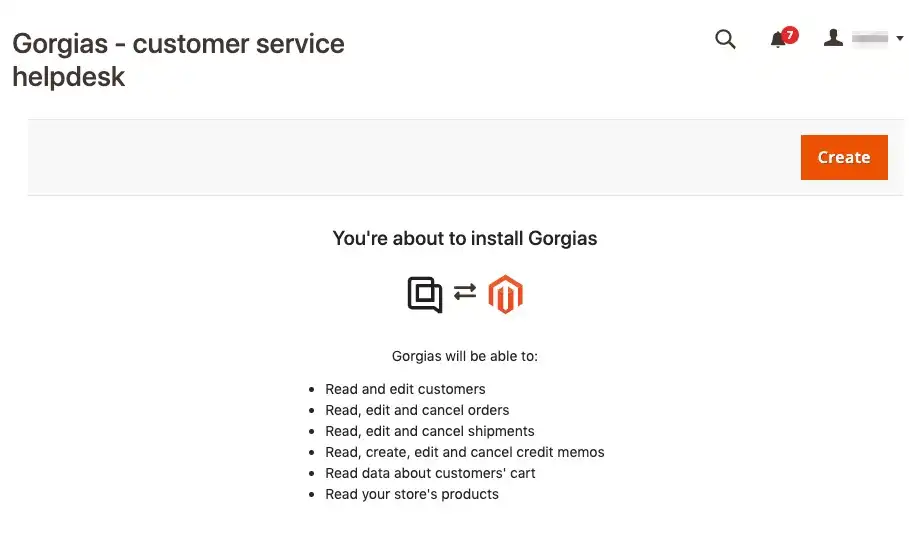 Gorgias - customer service
helpdesk
7
Create
You're about to install Gorgias
Gorgias will be able to:
• Read and edit customers
• Read, edit and cancel orders
• Read, edit and cancel shipments
• Read, create, edit and cancel credit memos
• Read data about customers' cart
• Read your store's products